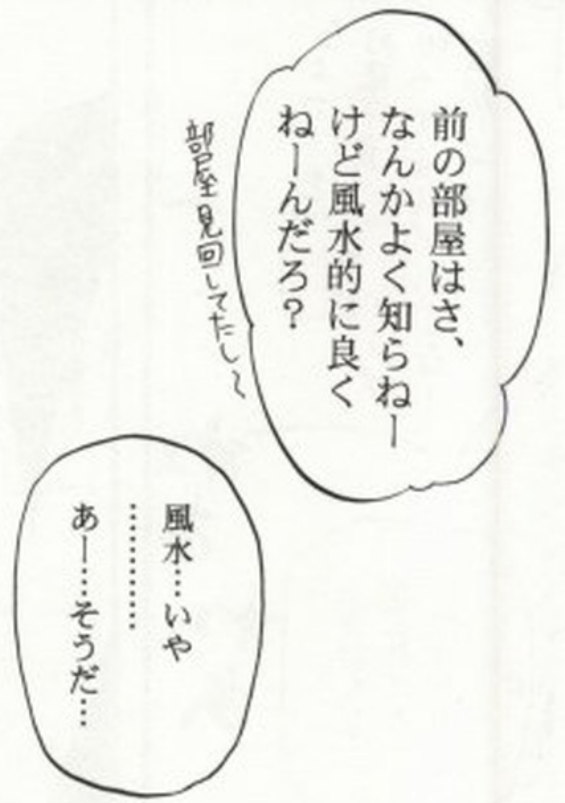 前の部屋はさ、
なんかよく知らねー
けど風水的に良く
ねーんだろ？
部屋見回してたし～
風水…いや
…………
あー…そうだ…